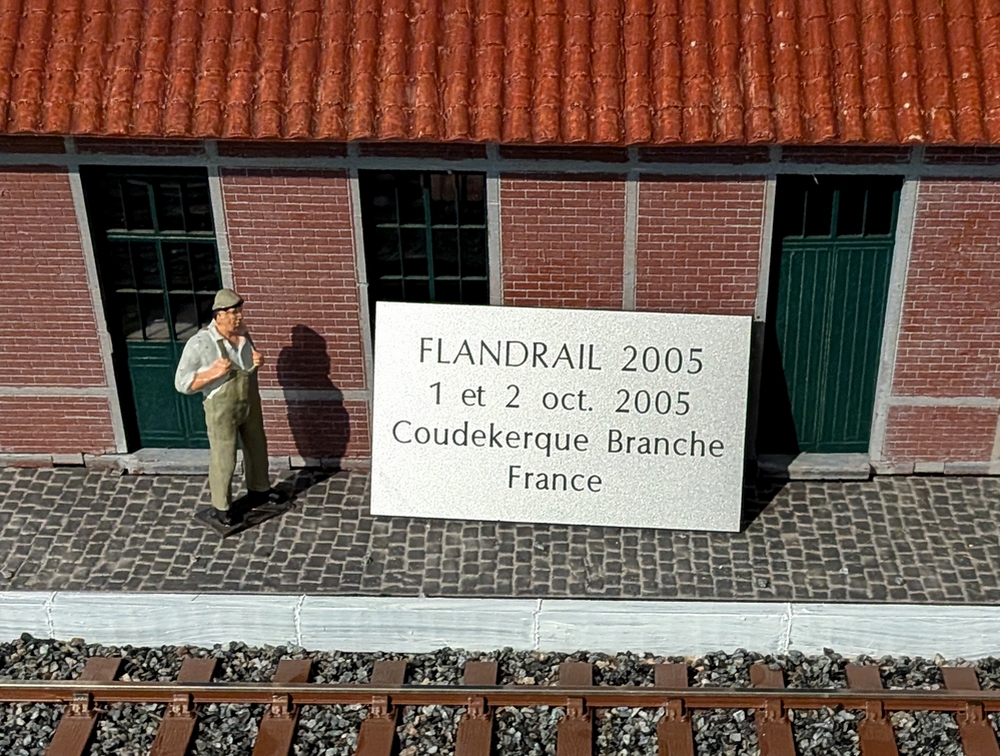 FLANDRAIL 2005
1 et 2 oct. 2005
Coudekerque Branche
France